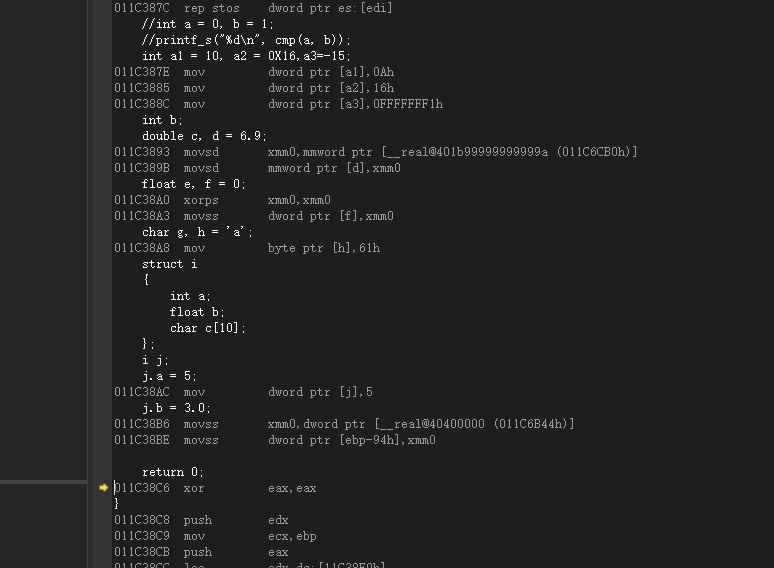 011C387C  rep stos    dword ptr es:[edi]
//int a = 0, b = 1;
//printf_s("%d\n", cmp(a, b));
int a1 = 10, a2 = 0X16,a3=-15;
011C387E  mov         dword ptr [a1],0Ah
011C3885  mov         dword ptr [a2],16h
011C388C  mov         dword ptr [a3],0FFFFFFF1h
int b;
double c, d = 6.9;
011C3893  movsd       xmm0,mmword ptr [__real@401b99999999999a (011C6CB0h)]
011C389B  movsd       mmword ptr [d],xmm0
float e, f = 0;
011C38A0  xorps       xmm0,xmm0
011C38A3  movss       dword ptr [f],xmm0
char g, h = 'a';
011C38A8  mov         byte ptr [h],61h
struct i
{
int a;
float b;
char c[10];
};
i j;
j.a = 5;
011C38AC  mov         dword ptr [j],5
j.b = 3.0;
011C38B6  movss       xmm0,dword ptr [__real@40400000 (011C6B44h)]
011C38BE  movss       dword ptr [ebp-94h],xmm0
return 0;
011C38C6  xor         eax,eax
}
011C38C8  push        edx
011C38C9  mov         ecx,ebp
011C38CB  push        eax
011C38CC  lea         edx,ds:[11C38E0h]